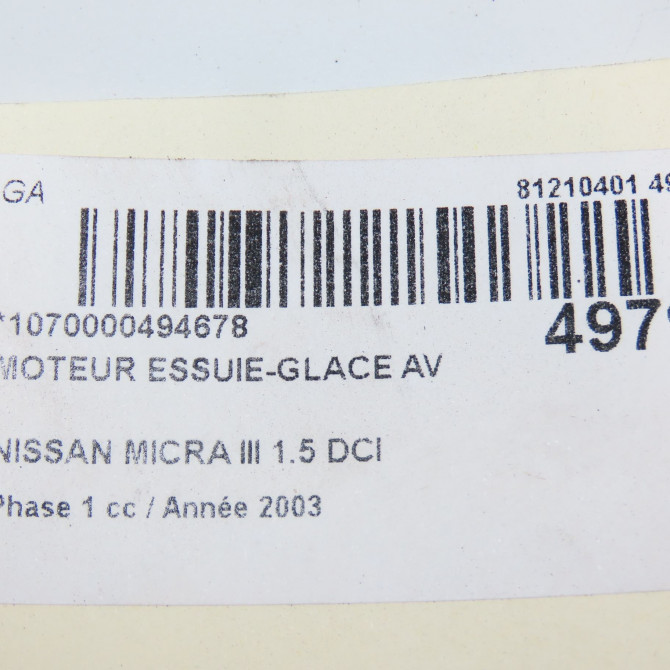 GA
81210401 49
*1070000494678
497
MOTEUR ESSUIE-GLACE AV
NISSAN MICRA III 1.5 DCI
Phase 1 cc / Année 2003